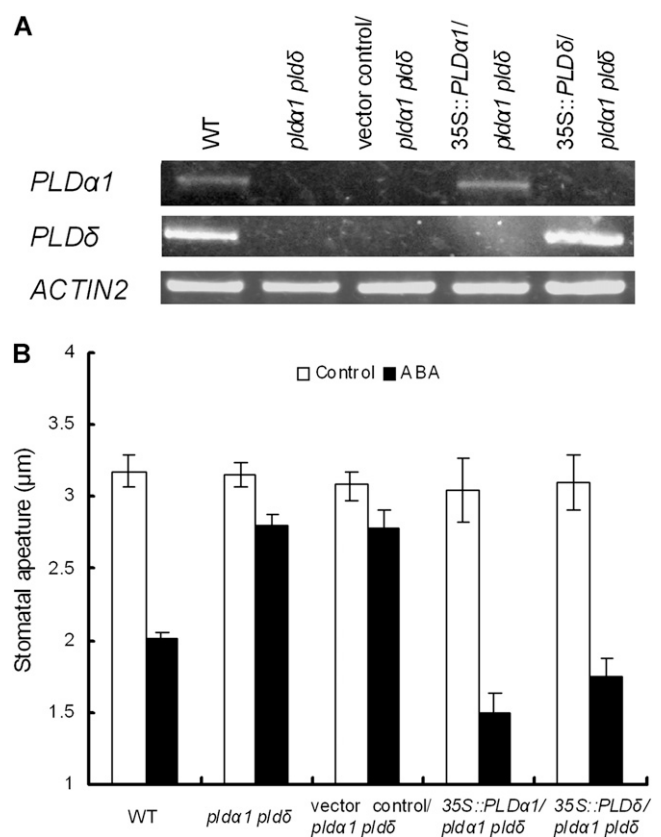 A
WT
pldα1 pldδ
vector control/
pldα1 pldδ
35S::PLDα1/
pldα1 pldδ
35S::PLDδ/
pldα1 pldδ
PLDα1
PLDδ
ACTIN2
B
4
3.5
3
2.5
2
1.5
1
Stomatal apeature (µm)
Control ABA
WT
pldα1 pldδ
vector control/
pldα1 pldδ
35S::PLDα1/
pldα1 pldδ
35S::PLDδ/
pldα1 pldδ